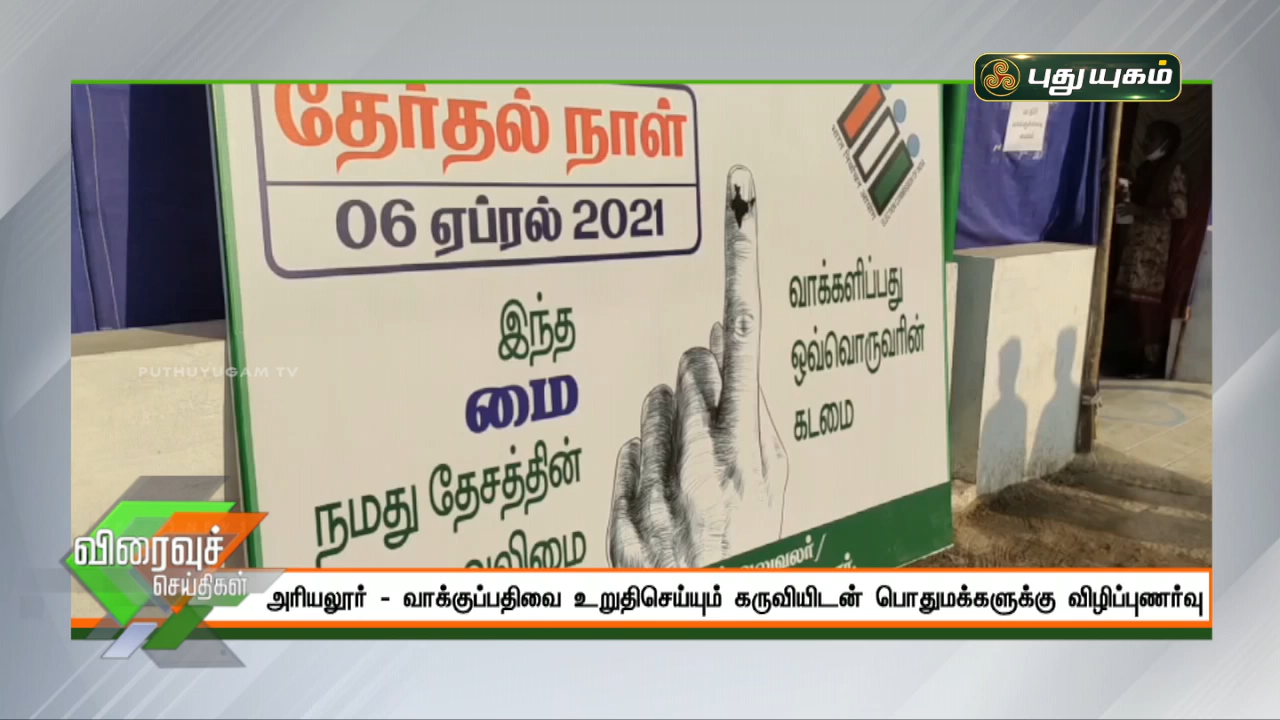 புதுயுகம்
தேர்தல் நாள்
06 ஏப்ரல் 2021
இந்த
மை
நமது தேசத்தின்
வலிமை
வாக்களிப்பது
ஒவ்வொருவரின்
கடமை
PUTHUYUGAM TV
விரைவுச்
செய்திகள்
அரியலூர் - வாக்குப்பதிவை உறுதிசெய்யும் கருவியிடன் பொதுமக்களுக்கு விழிப்புணர்வு